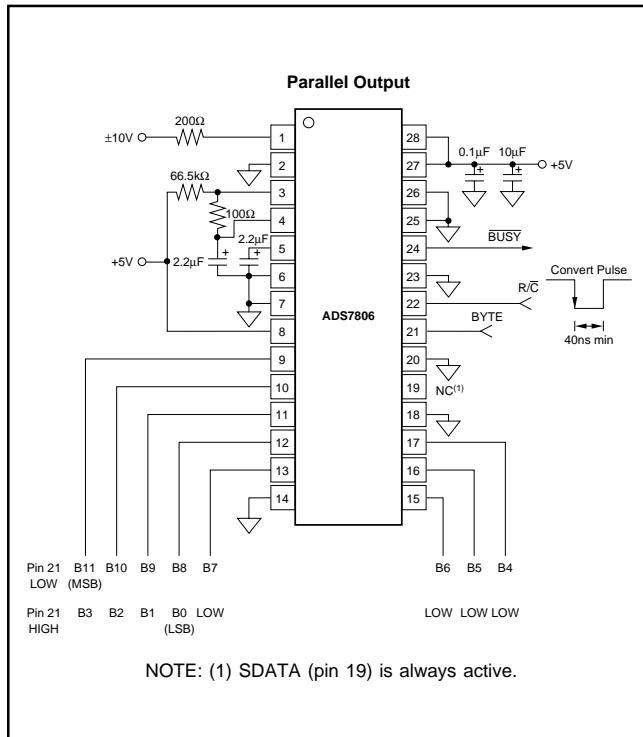 Parallel Output
±10V
200Ω
66.5kΩ
100Ω
2.2μF
2.2μF
+5V
+
+
1
2
3
4
5
6
7
8
9
10
11
12
13
14
ADS7806
28
27
26
25
24
23
22
21
20
19
18
17
16
15
0.1μF
10μF
+
+
+5V
BUSY
R/C
BYTE
NC(1)
Convert Pulse
40ns min
Pin 21 B11 B10 B9 B8 B7 B6 B5 B4
LOW (MSB)
Pin 21 B3 B2 B1 B0 LOW LOW LOW LOW
HIGH (LSB)
NOTE: (1) SDATA (pin 19) is always active.